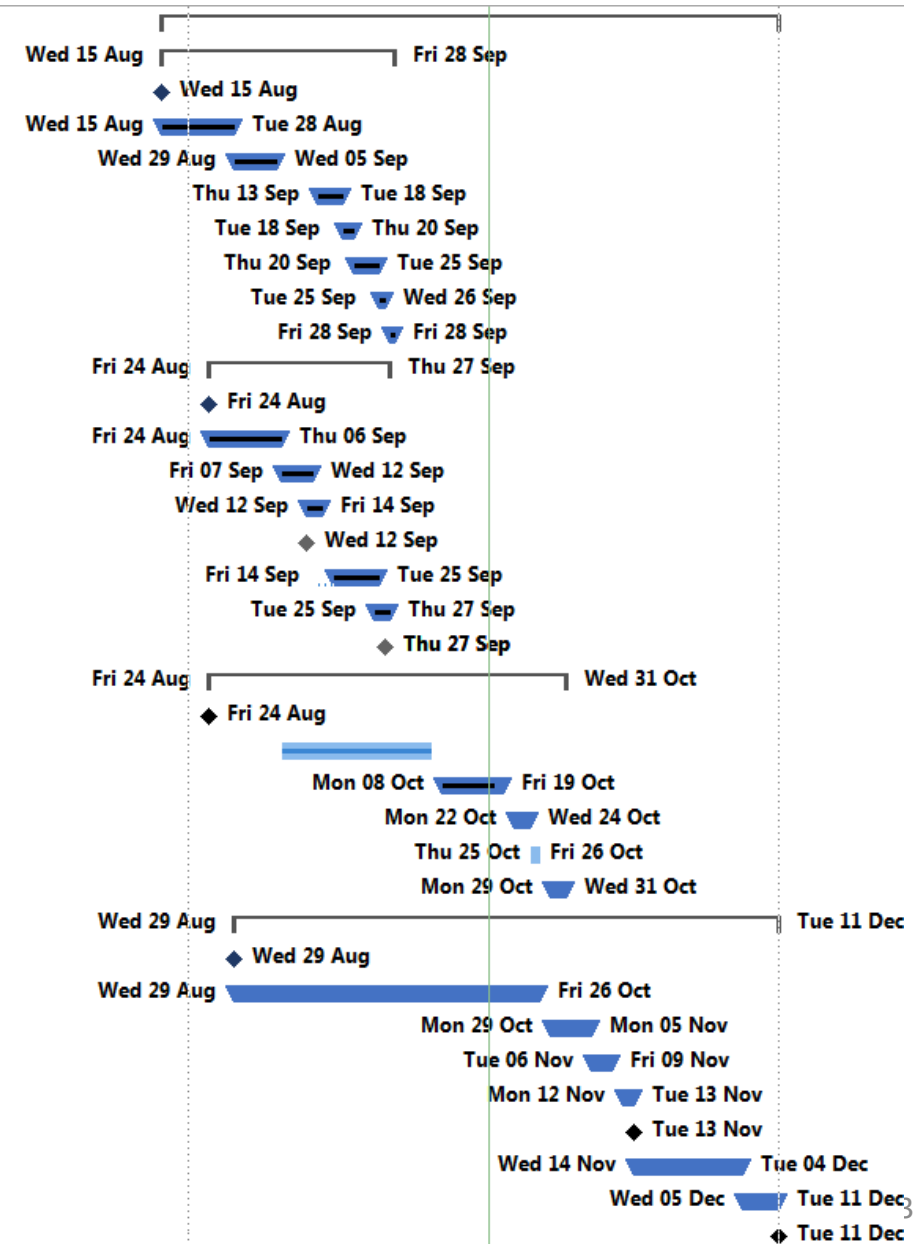 Wed 15 Aug Fri 28 Sep
Wed 15 Aug
Wed 15 Aug Tue 28 Aug
Wed 29 Aug Wed 05 Sep
Thu 13 Sep Tue 18 Sep
Tue 18 Sep Thu 20 Sep
Thu 20 Sep Tue 25 Sep
Tue 25 Sep Wed 26 Sep
Fri 28 Sep Fri 28 Sep
Fri 24 Aug Thu 27 Sep
Fri 24 Aug
Fri 24 Aug Thu 06 Sep
Fri 07 Sep Wed 12 Sep
Wed 12 Sep Fri 14 Sep
Wed 12 Sep
Fri 14 Sep Tue 25 Sep
Tue 25 Sep Thu 27 Sep
Thu 27 Sep
Fri 24 Aug Wed 31 Oct
Fri 24 Aug
Mon 08 Oct Fri 19 Oct
Mon 22 Oct Wed 24 Oct
Thu 25 Oct Fri 26 Oct
Mon 29 Oct Wed 31 Oct
Wed 29 Aug Tue 11 Dec
Wed 29 Aug
Wed 29 Aug Fri 26 Oct
Mon 29 Oct Mon 05 Nov
Tue 06 Nov Fri 09 Nov
Mon 12 Nov Tue 13 Nov
Tue 13 Nov
Wed 14 Nov Tue 04 Dec
Wed 05 Dec Tue 11 Dec
3
Tue 11 Dec